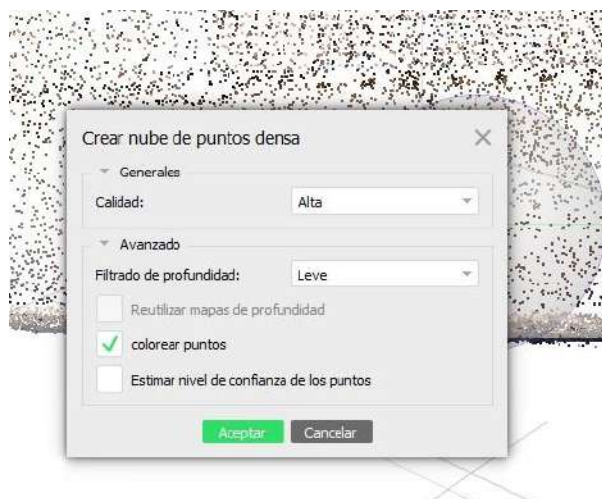 Crear nube de puntos densa
Generales
Calidad: Alta
Avanzado
Filtrado de profundidad: Leve
Reutilizar mapas de profundidad
colorear puntos
Estimar nivel de confianza de los puntos
Aceptar Cancelar